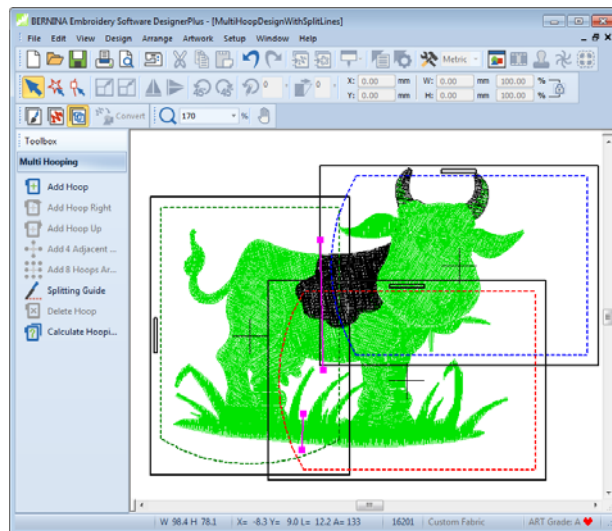 BERNINA Embroidery Software DesignerPlus - [MultiHoopDesignWithSplitLines]
File Edit View Design Arrange Artwork Setup Window Help
Metric
0 0 X: 0.00 mm W: 0.00 mm 100.00 %
Y: 0.00 mm H: 0.00 mm 100.00 %
Convert 170 %
Toolbox
Multi Hooping
Add Hoop
Add Hoop Right
Add Hoop Up
Add 4 Adjacent ...
Add 8 Hoops Ar...
Splitting Guide
Delete Hoop
Calculate Hoopi...
W 98.4 H 78.1 X= -8.3 Y= 9.0 L= 12.2 A= 133 16201 Custom Fabric ART Grade: A